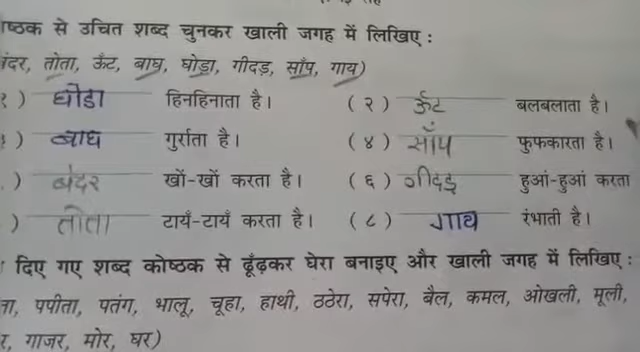 ोष्ठक से उचित शब्द चुनकर खाली जगह में लिखिए :
ंदर, तोता, ऊँट, बाघ, घोड़ा, गीदड़, साँप, गाय)
) घोडा हिनहिनाता है। (२) ऊँट बलबलाता है।
) बाघ गुर्राता है। (४) साँप फुफकारता है।
) बंदर खों-खों करता है। (६) गीदड़ हुआं-हुआं करता
) तोता टायँ-टायँ करता है। (८) गाय रंभाती है।
दिए गए शब्द कोष्ठक से ढूँढ़कर घेरा बनाइए और खाली जगह में लिखिए :
ता, पपीता, पतंग, भालू, चूहा, हाथी, ठठेरा, सपेरा, बैल, कमल, ओखली, मूली,
र, गाजर, मोर, घर)